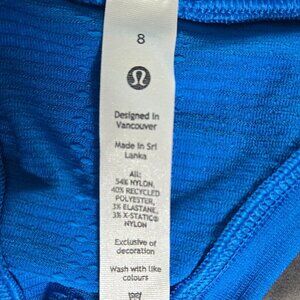 8
Designed in
Vancouver
Made in Sri
Lanka
All:
54% NYLON,
40% RECYCLED
POLYESTER,
3% ELASTANE,
3% X-STATIC®
NYLON
Exclusive of
decoration
Wash with like
colours